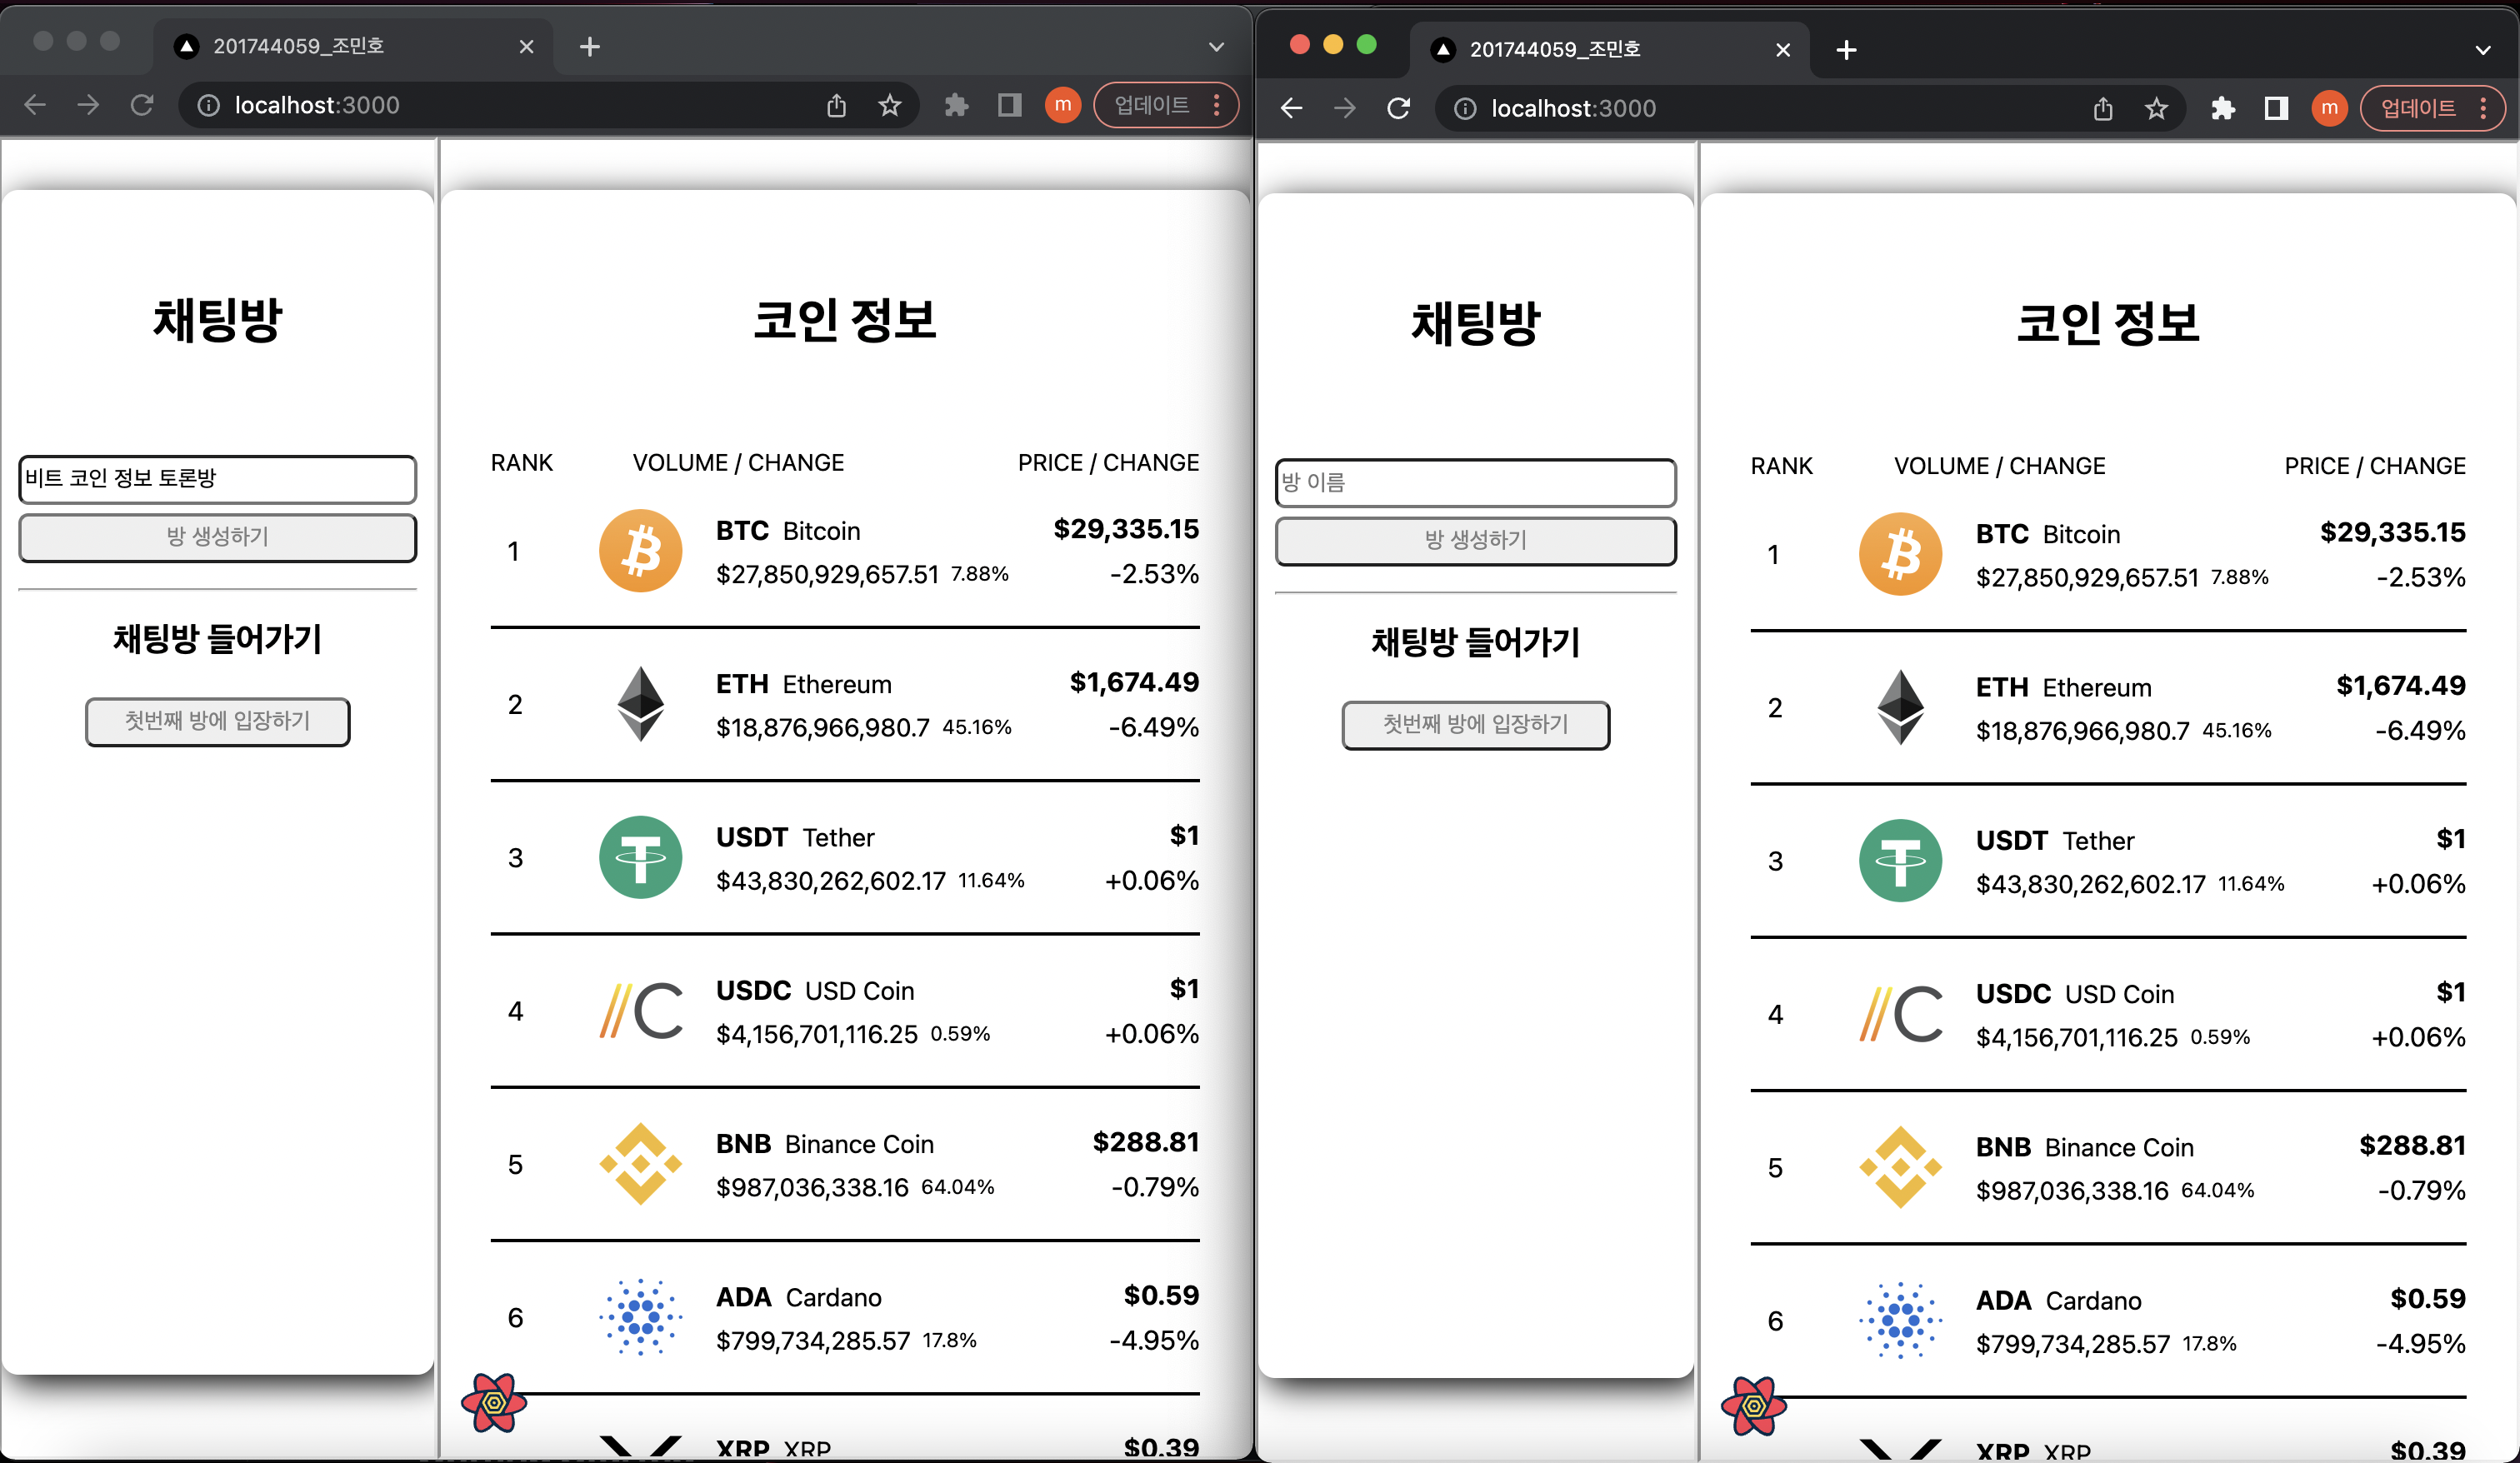 201744059_조민호
localhost:3000
m
업데이트
채팅방
비트 코인 정보 토론방
방 생성하기
채팅방 들어가기
첫번째 방에 입장하기
코인 정보
RANK VOLUME / CHANGE PRICE / CHANGE
1 BTC Bitcoin $29,335.15
$27,850,929,657.51 7.88% -2.53%
2 ETH Ethereum $1,674.49
$18,876,966,980.7 45.16% -6.49%
3 USDT Tether $1
$43,830,262,602.17 11.64% +0.06%
4 USDC USD Coin $1
$4,156,701,116.25 0.59% +0.06%
5 BNB Binance Coin $288.81
$987,036,338.16 64.04% -0.79%
6 ADA Cardano $0.59
$799,734,285.57 17.8% -4.95%
XRP XRP $0.39
201744059_조민호
localhost:3000
m
업데이트
채팅방
방 이름
방 생성하기
채팅방 들어가기
첫번째 방에 입장하기
코인 정보
RANK VOLUME / CHANGE PRICE / CHANGE
1 BTC Bitcoin $29,335.15
$27,850,929,657.51 7.88% -2.53%
2 ETH Ethereum $1,674.49
$18,876,966,980.7 45.16% -6.49%
3 USDT Tether $1
$43,830,262,602.17 11.64% +0.06%
4 USDC USD Coin $1
$4,156,701,116.25 0.59% +0.06%
5 BNB Binance Coin $288.81
$987,036,338.16 64.04% -0.79%
6 ADA Cardano $0.59
$799,734,285.57 17.8% -4.95%
XRP XRP $0.39